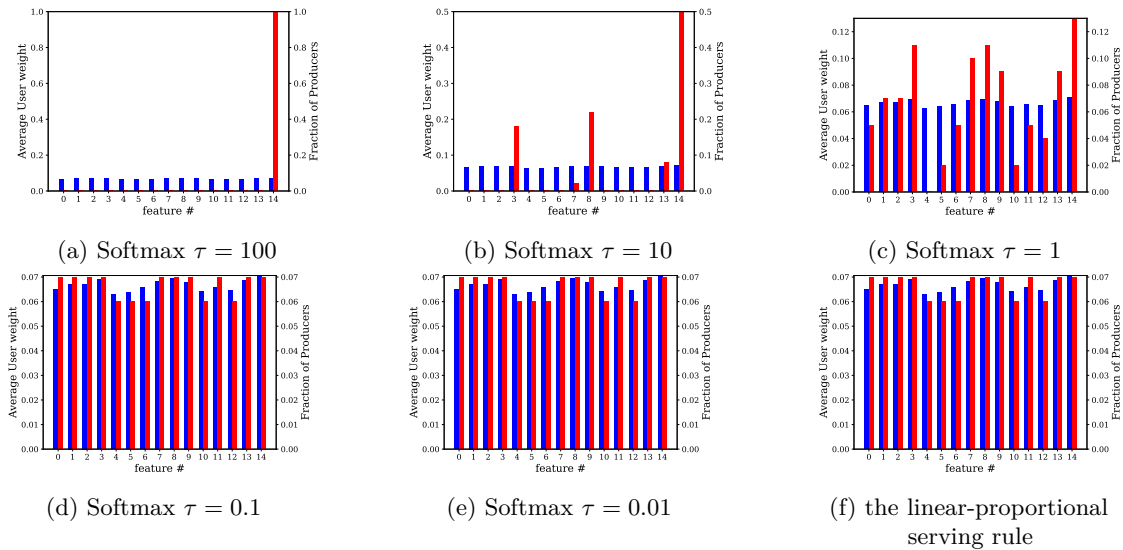 1.0
0.8
0.6
0.4
0.2
0.0
Average User weight
0 1 2 3 4 5 6 7 8 9 10 11 12 13 14
feature #
1.0
0.8
0.6
0.4
0.2
0.0
Fraction of Producers
(a) Softmax τ = 100
0.5
0.4
0.3
0.2
0.1
0.0
Average User weight
0 1 2 3 4 5 6 7 8 9 10 11 12 13 14
feature #
0.5
0.4
0.3
0.2
0.1
0.0
Fraction of Producers
(b) Softmax τ = 10
0.12
0.10
0.08
0.06
0.04
0.02
0.00
Average User weight
0 1 2 3 4 5 6 7 8 9 10 11 12 13 14
feature #
0.12
0.10
0.08
0.06
0.04
0.02
0.00
Fraction of Producers
(c) Softmax τ = 1
0.07
0.06
0.05
0.04
0.03
0.02
0.01
0.00
Average User weight
0 1 2 3 4 5 6 7 8 9 10 11 12 13 14
feature #
0.07
0.06
0.05
0.04
0.03
0.02
0.01
0.00
Fraction of Producers
(d) Softmax τ = 0.1
0.07
0.06
0.05
0.04
0.03
0.02
0.01
0.00
Average User weight
0 1 2 3 4 5 6 7 8 9 10 11 12 13 14
feature #
0.07
0.06
0.05
0.04
0.03
0.02
0.01
0.00
Fraction of Producers
(e) Softmax τ = 0.01
0.07
0.06
0.05
0.04
0.03
0.02
0.01
0.00
Average User weight
0 1 2 3 4 5 6 7 8 9 10 11 12 13 14
feature #
0.07
0.06
0.05
0.04
0.03
0.02
0.01
0.00
Fraction of Producers
(f) the linear-proportional
serving rule